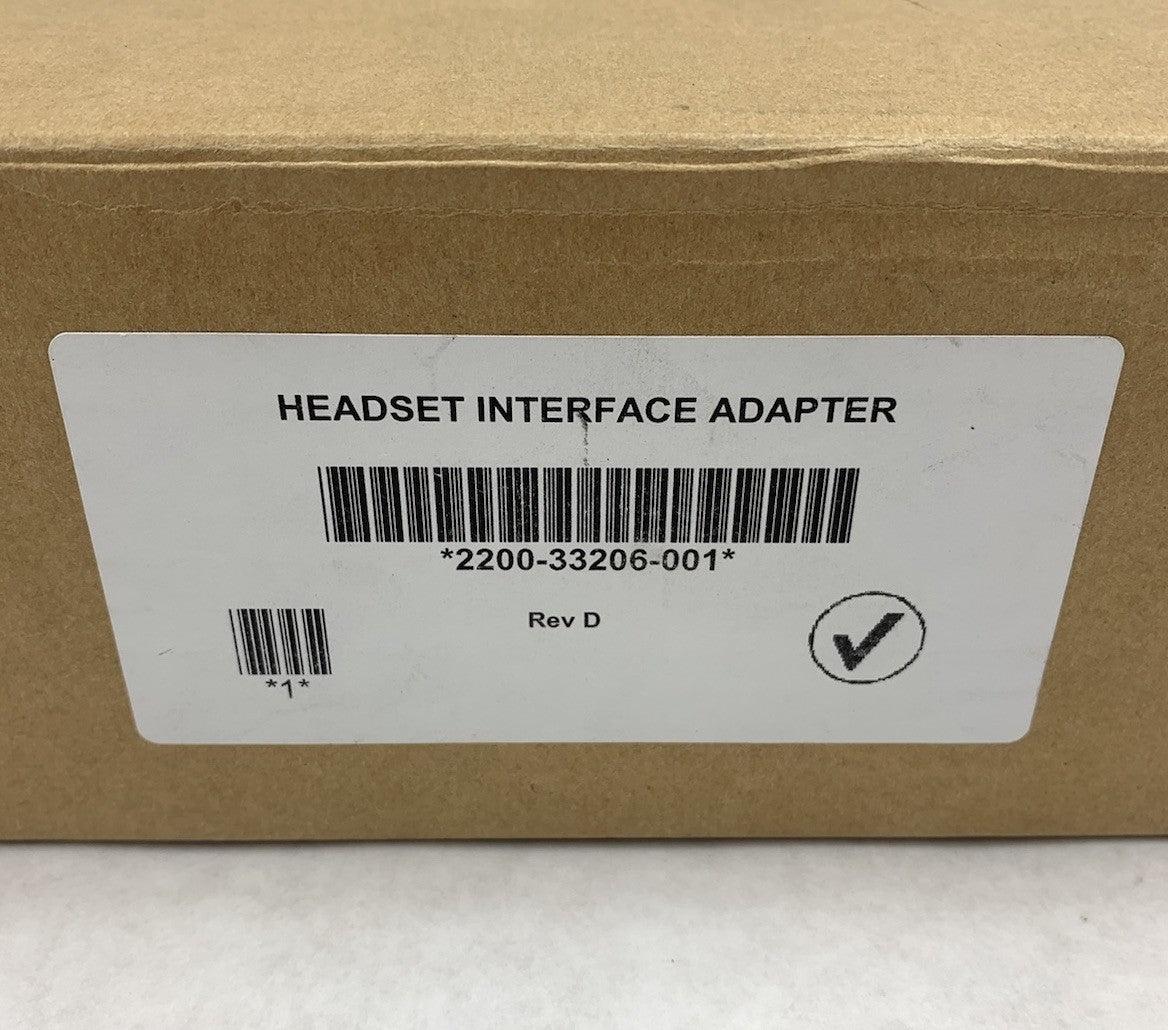 HEADSET INTERFACE ADAPTER
*2200-33206-001*
Rev D
*1*